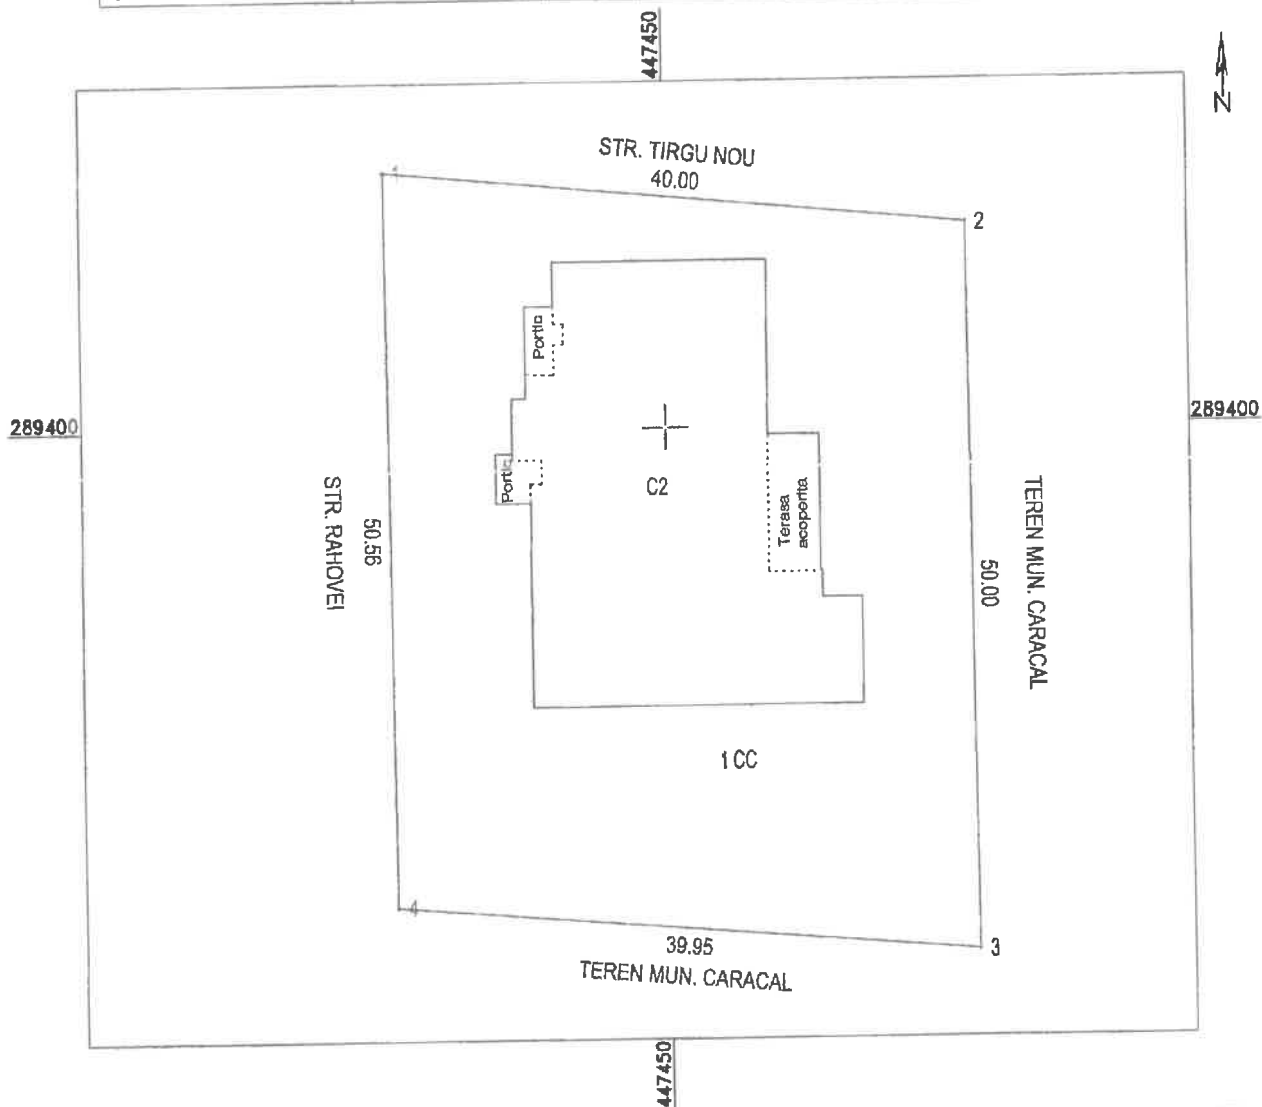 447450
N
STR. TIRGU NOU
40.00
1
2
Portic
289400
289400
Portic
C2
Terasa
acoperita
STR. RAHOVEI
50.56
50.00
TEREN MUN. CARACAL
1 CC
4
3
39.95
TEREN MUN. CARACAL
447450